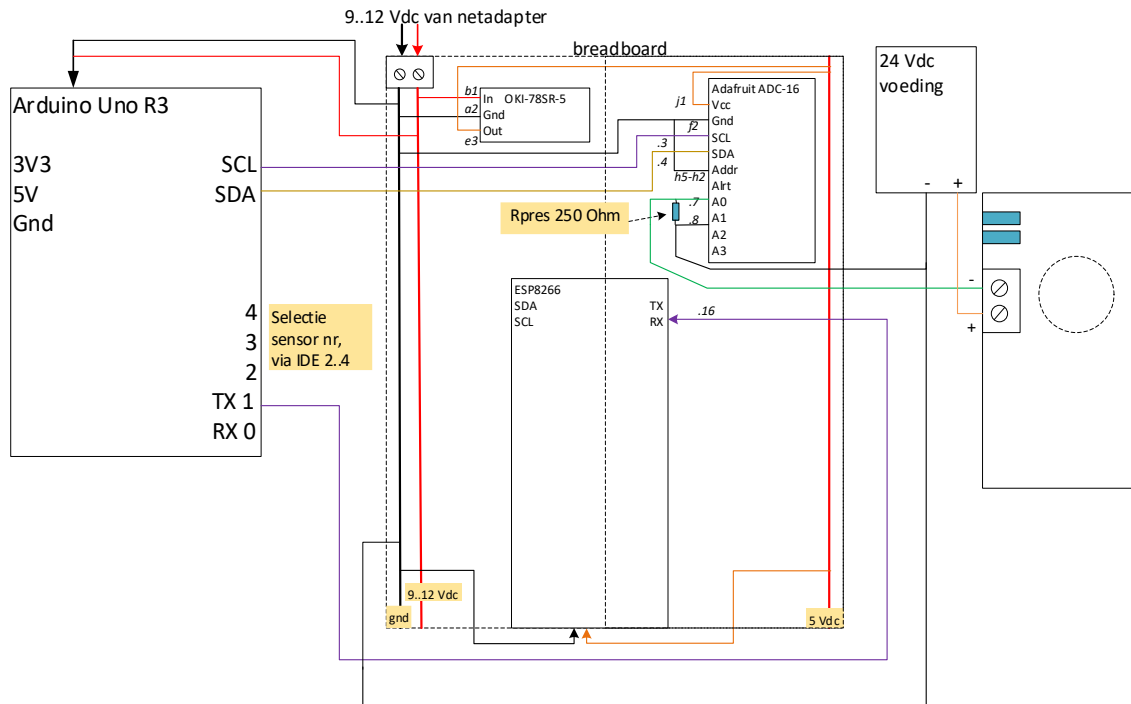 9..12 Vdc van netadapter
breadboard
Arduino Uno R3
3V3
5V
Gnd
SCL
SDA
4
3
2
TX 1
RX 0
Selectie
sensor nr,
via IDE 2..4
b1
a2
e3
In OKI-78SR-5
Gnd
Out
j1
f2
.3
.4
h5-h2
.7
.8
Adafruit ADC-16
Vcc
Gnd
SCL
SDA
Addr
Alrt
A0
A1
A2
A3
Rpres 250 Ohm
24 Vdc
voeding
- +
-
+
ESP8266
SDA
SCL
TX
RX
.16
9..12 Vdc
gnd
5 Vdc